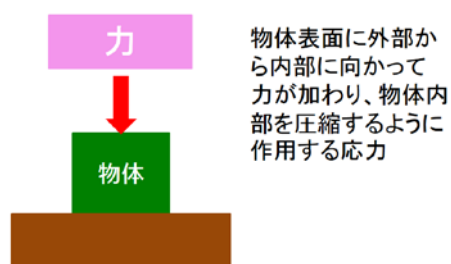 力
物体
物体表面に外部か
ら内部に向かって
力が加わり、物体内
部を圧縮するように
作用する応力